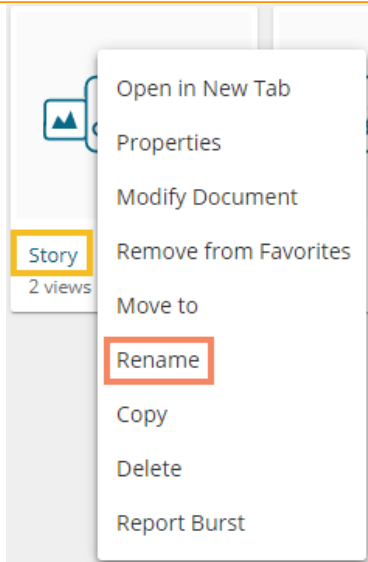 Open in New Tab
Properties
Modify Document
Remove from Favorites
Story
2 views
Move to
Rename
Copy
Delete
Report Burst